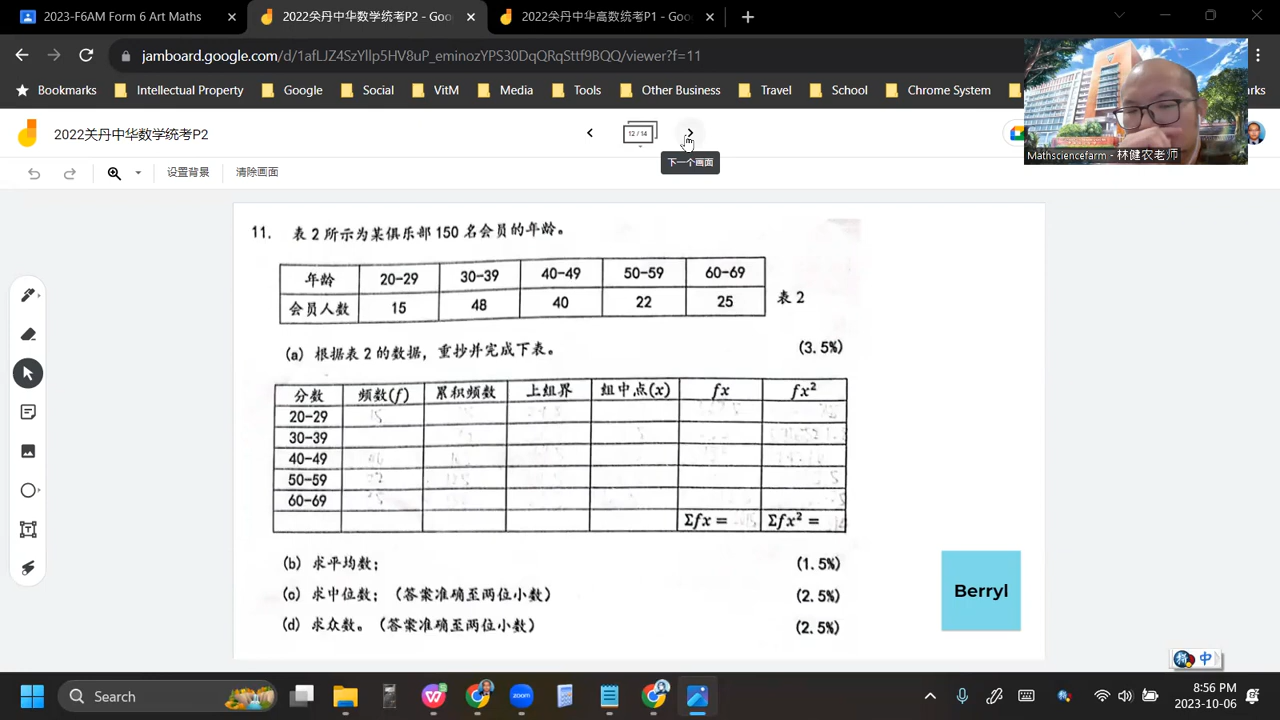 2023-F6AM Form 6 Art Maths
2022关丹中华数学统考P2 - Goo
2022关丹中华高数统考P1 - Goo
Bookmarks Intellectual Property Google Social VitM Media Tools Other Business Travel School Chrome System
2022关丹中华数学统考P2
12 / 14
下一个画面
Mathsciencefarm - 林健农老师
设置背景 清除画面
11. 表 2 所示为某俱乐部 150 名会员的年龄。
年龄 20-29 30-39 40-49 50-59 60-69
会员人数 15 48 40 22 25
表 2
(a) 根据表 2 的数据，重抄并完成下表。 (3.5%)
分数 频数(f) 累积频数 上组界 组中点(x) fx fx²
20-29
30-39
40-49
50-59
60-69
Σfx = Σfx² =
(b) 求平均数； (1.5%)
(c) 求中位数；（答案准确至两位小数） (2.5%)
(d) 求众数。（答案准确至两位小数） (2.5%)
Berryl
中
Search
zoom
8:56 PM
2023-10-06